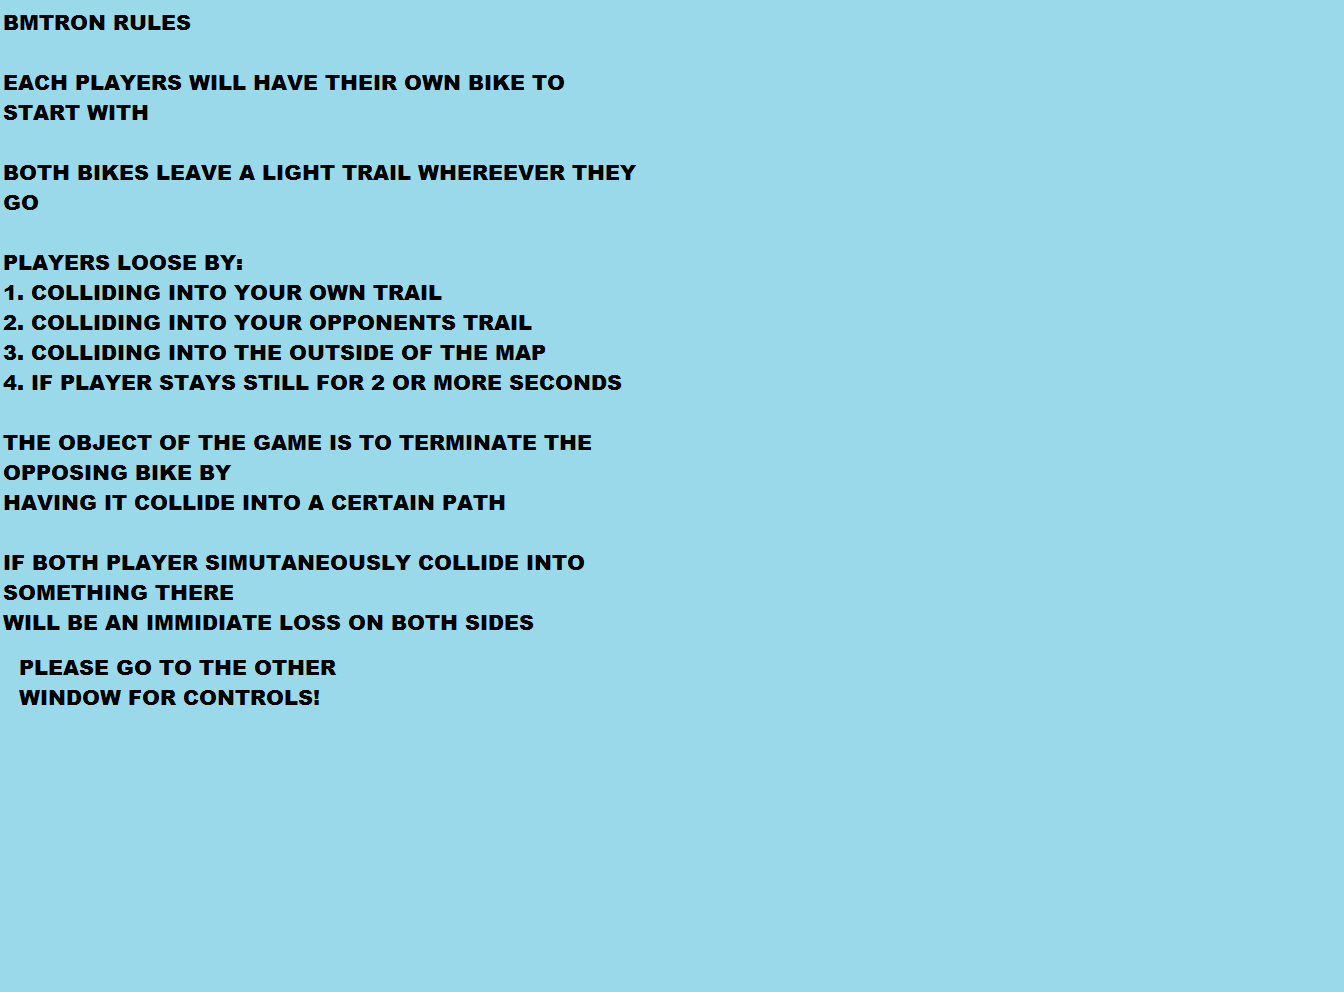 BMTRON RULES
EACH PLAYERS WILL HAVE THEIR OWN BIKE TO
START WITH
BOTH BIKES LEAVE A LIGHT TRAIL WHEREEVER THEY
GO
PLAYERS LOOSE BY:
1. COLLIDING INTO YOUR OWN TRAIL
2. COLLIDING INTO YOUR OPPONENTS TRAIL
3. COLLIDING INTO THE OUTSIDE OF THE MAP
4. IF PLAYER STAYS STILL FOR 2 OR MORE SECONDS
THE OBJECT OF THE GAME IS TO TERMINATE THE
OPPOSING BIKE BY
HAVING IT COLLIDE INTO A CERTAIN PATH
IF BOTH PLAYER SIMUTANEOUSLY COLLIDE INTO
SOMETHING THERE
WILL BE AN IMMIDIATE LOSS ON BOTH SIDES
PLEASE GO TO THE OTHER
WINDOW FOR CONTROLS!